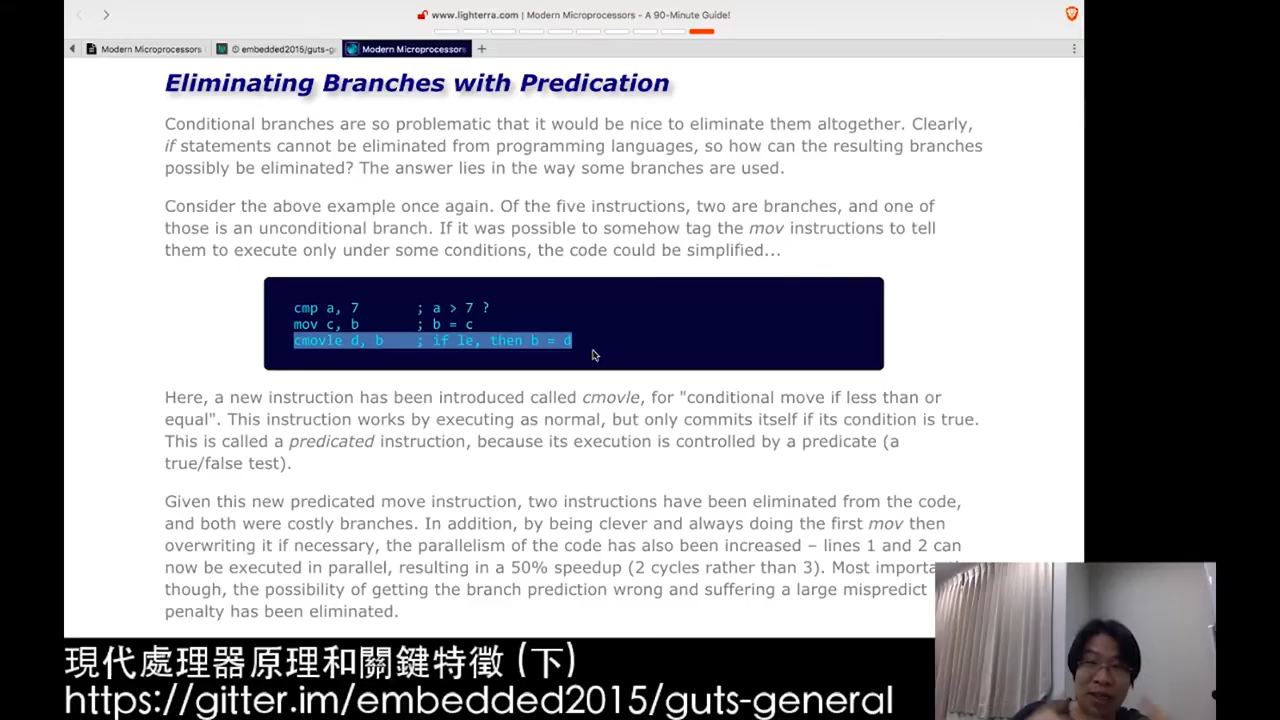 www.lighterra.com | Modern Microprocessors - A 90-Minute Guide!
Modern Microprocessors
embedded2015/guts-g
Modern Microprocessors
Eliminating Branches with Predication
Conditional branches are so problematic that it would be nice to eliminate them altogether. Clearly,
if statements cannot be eliminated from programming languages, so how can the resulting branches
possibly be eliminated? The answer lies in the way some branches are used.
Consider the above example once again. Of the five instructions, two are branches, and one of
those is an unconditional branch. If it was possible to somehow tag the mov instructions to tell
them to execute only under some conditions, the code could be simplified...
cmp a, 7 ; a > 7 ?
mov c, b ; b = c
cmovle d, b ; if le, then b = d
Here, a new instruction has been introduced called cmovle, for "conditional move if less than or
equal". This instruction works by executing as normal, but only commits itself if its condition is true.
This is called a predicated instruction, because its execution is controlled by a predicate (a
true/false test).
Given this new predicated move instruction, two instructions have been eliminated from the code,
and both were costly branches. In addition, by being clever and always doing the first mov then
overwriting it if necessary, the parallelism of the code has also been increased – lines 1 and 2 can
now be executed in parallel, resulting in a 50% speedup (2 cycles rather than 3). Most importa
though, the possibility of getting the branch prediction wrong and suffering a large mispredict
penalty has been eliminated.
現代處理器原理和關鍵特徵 (下)
https://gitter.im/embedded2015/guts-general